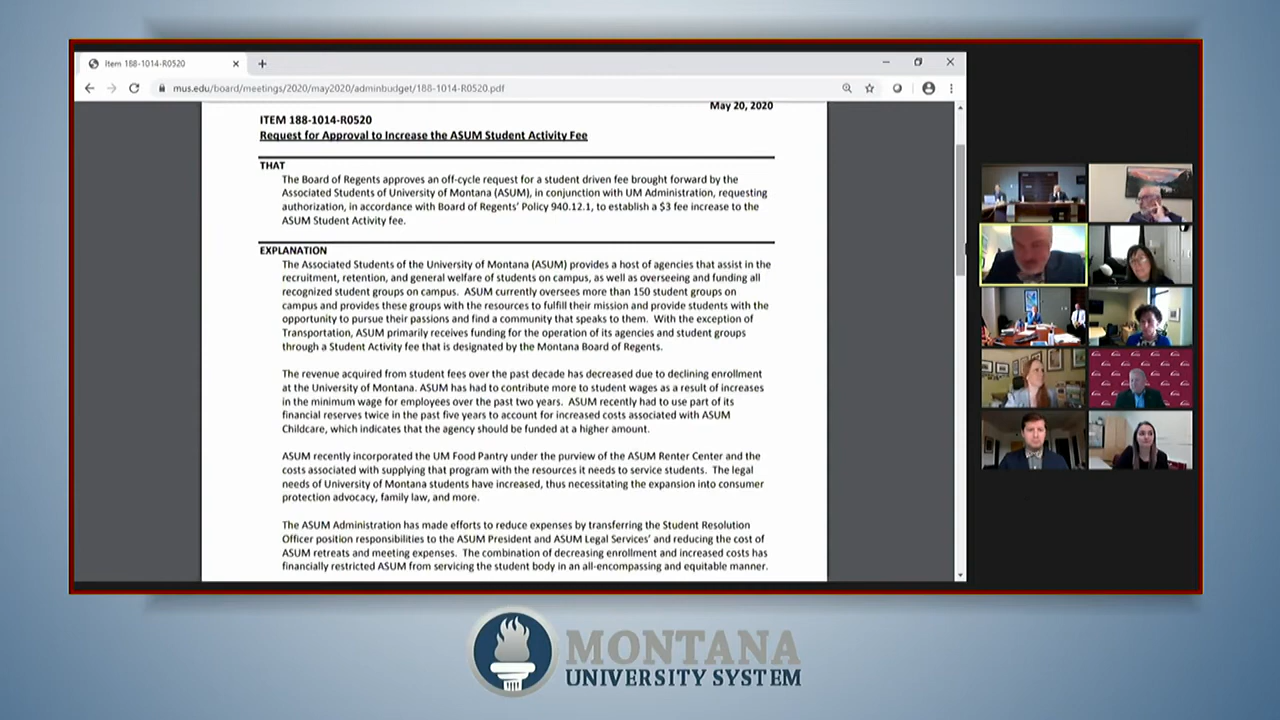 Item 188-1014-R0520
mus.edu/board/meetings/2020/may2020/adminbudget/188-1014-R0520.pdf
May 20, 2020
ITEM 188-1014-R0520
Request for Approval to Increase the ASUM Student Activity Fee
THAT
The Board of Regents approves an off-cycle request for a student driven fee brought forward by the
Associated Students of University of Montana (ASUM), in conjunction with UM Administration, requesting
authorization, in accordance with Board of Regents' Policy 940.12.1, to establish a $3 fee increase to the
ASUM Student Activity fee.
EXPLANATION
The Associated Students of the University of Montana (ASUM) provides a host of agencies that assist in the
recruitment, retention, and general welfare of students on campus, as well as overseeing and funding all
recognized student groups on campus. ASUM currently oversees more than 150 student groups on
campus and provides these groups with the resources to fulfill their mission and provide students with the
opportunity to pursue their passions and find a community that speaks to them. With the exception of
Transportation, ASUM primarily receives funding for the operation of its agencies and student groups
through a Student Activity fee that is designated by the Montana Board of Regents.
The revenue acquired from student fees over the past decade has decreased due to declining enrollment
at the University of Montana. ASUM has had to contribute more to student wages as a result of increases
in the minimum wage for employees over the past two years. ASUM recently had to use part of its
financial reserves twice in the past five years to account for increased costs associated with ASUM
Childcare, which indicates that the agency should be funded at a higher amount.
ASUM recently incorporated the UM Food Pantry under the purview of the ASUM Renter Center and the
costs associated with supplying that program with the resources it needs to service students. The legal
needs of University of Montana students have increased, thus necessitating the expansion into consumer
protection advocacy, family law, and more.
The ASUM Administration has made efforts to reduce expenses by transferring the Student Resolution
Officer position responsibilities to the ASUM President and ASUM Legal Services' and reducing the cost of
ASUM retreats and meeting expenses. The combination of decreasing enrollment and increased costs has
financially restricted ASUM from servicing the student body in an all-encompassing and equitable manner.
MONTANA
UNIVERSITY SYSTEM